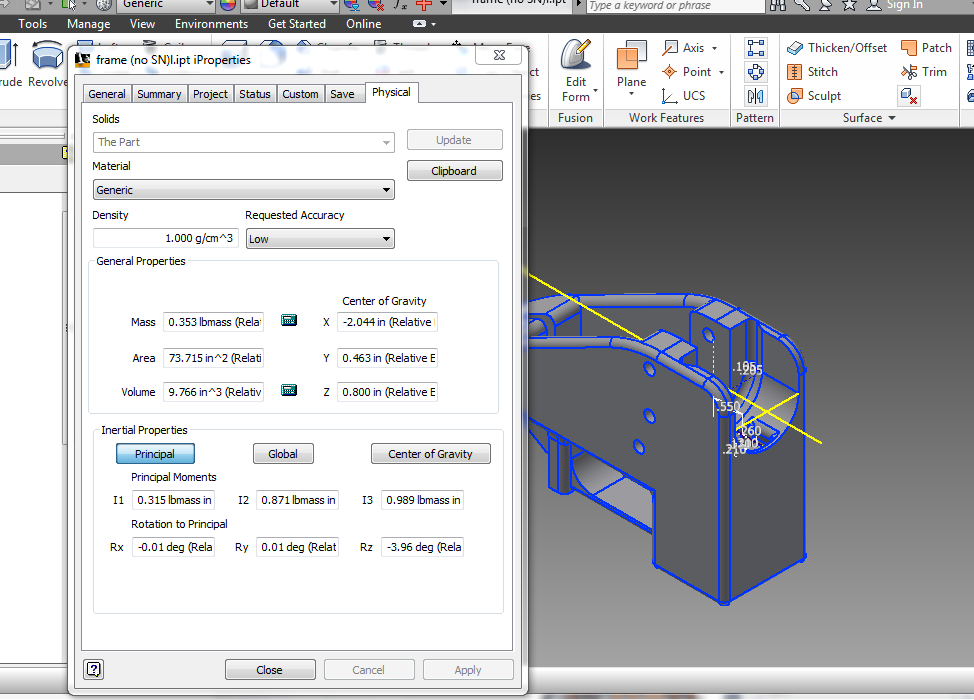 Generic Default frame (no SN)l.ipt Type a keyword or phrase Sign In
Tools Manage View Environments Get Started Online
frame (no SN)l.ipt iProperties
Revolve
Edit
Form
Plane
Axis
Point
UCS
Thicken/Offset
Stitch
Sculpt
Patch
Trim
Fusion Work Features Pattern Surface
General Summary Project Status Custom Save Physical
Solids
The Part Update
Material Clipboard
Generic
Density Requested Accuracy
1.000 g/cm^3 Low
General Properties
Center of Gravity
Mass 0.353 lbmass (Rela X -2.044 in (Relative
Area 73.715 in^2 (Relati Y 0.463 in (Relative E
Volume 9.766 in^3 (Relativ Z 0.800 in (Relative E
Inertial Properties
Principal Global Center of Gravity
Principal Moments
I1 0.315 lbmass in I2 0.871 lbmass in I3 0.989 lbmass in
Rotation to Principal
Rx -0.01 deg (Rela Ry 0.01 deg (Relat Rz -3.96 deg (Rela
Close Cancel Apply
.550
.210